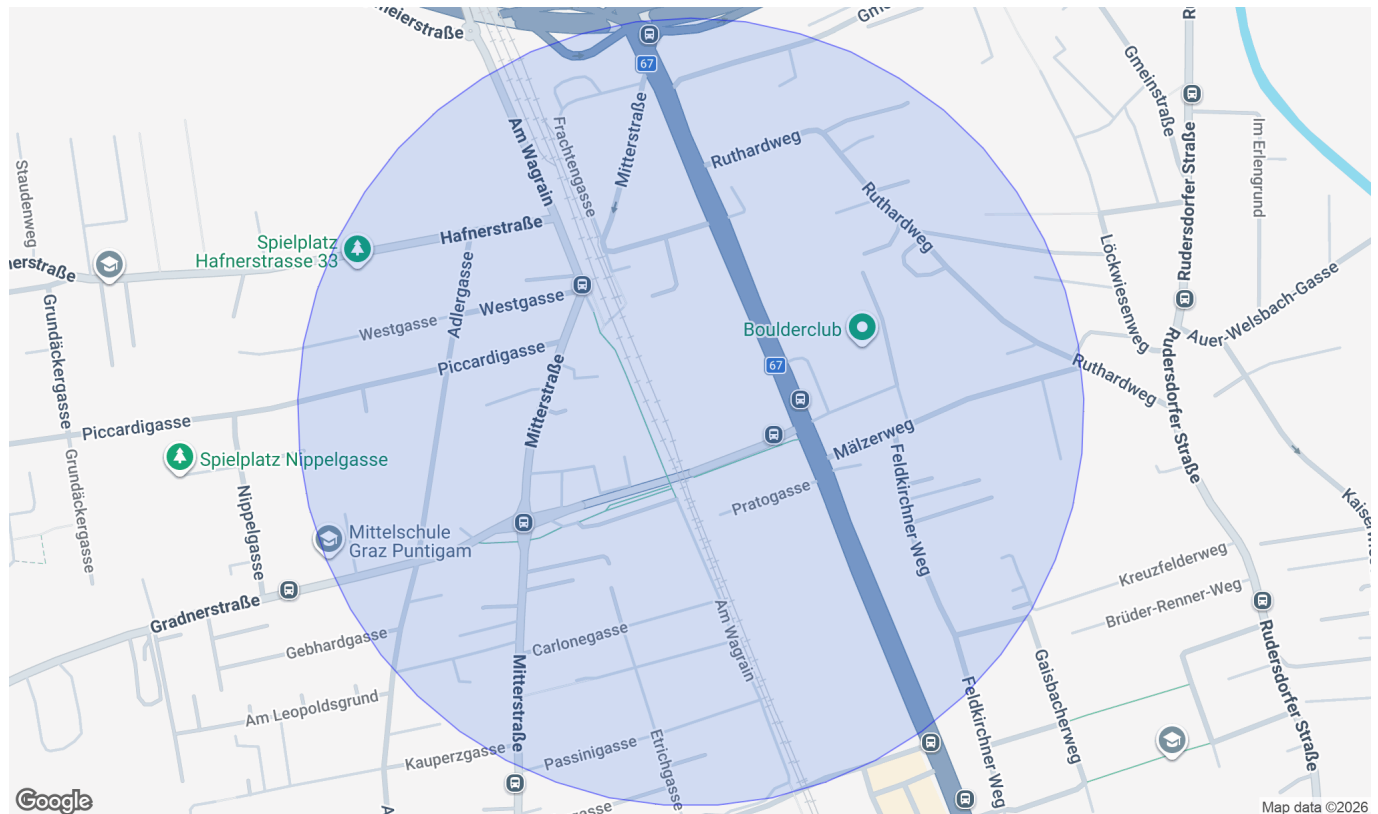 meierstraße
67
Gmeinstraße
Am Wagrain
Frachtengasse
Mitterstraße
Ruthardweg
Rudersdorfer Straße
Im-Erlengrund
Staudenweg
Spielplatz
Hafnerstrasse 33
Hafnerstraße
Ruthardweg
nerstraße
Adlergasse
Westgasse
Westgasse
Löckwiesenweg
Auer-Welsbach-Gasse
Grundäckergasse
Boulderclub
Piccardigasse
67
Ruthardweg
Rudersdorfer Straße
Mitterstraße
Piccardigasse
Mälzerweg
Spielplatz Nippelgasse
Grundäckergasse
Nippelgasse
Pratogasse
Feldkirchner Weg
Mittelschule
Graz Puntigam
Kreuzfelderweg
Brüder-Renner-Weg
Gradnerstraße
Gebhardgasse
Carlonegasse
Am Wagrain
Mitterstraße
Gaisbacherweg
Rudersdorfer Straße
Am Leopoldsgrund
Feldkirchner Weg
Kauperzgasse
Passinigasse
Etrichgasse
Google
Map data ©2026